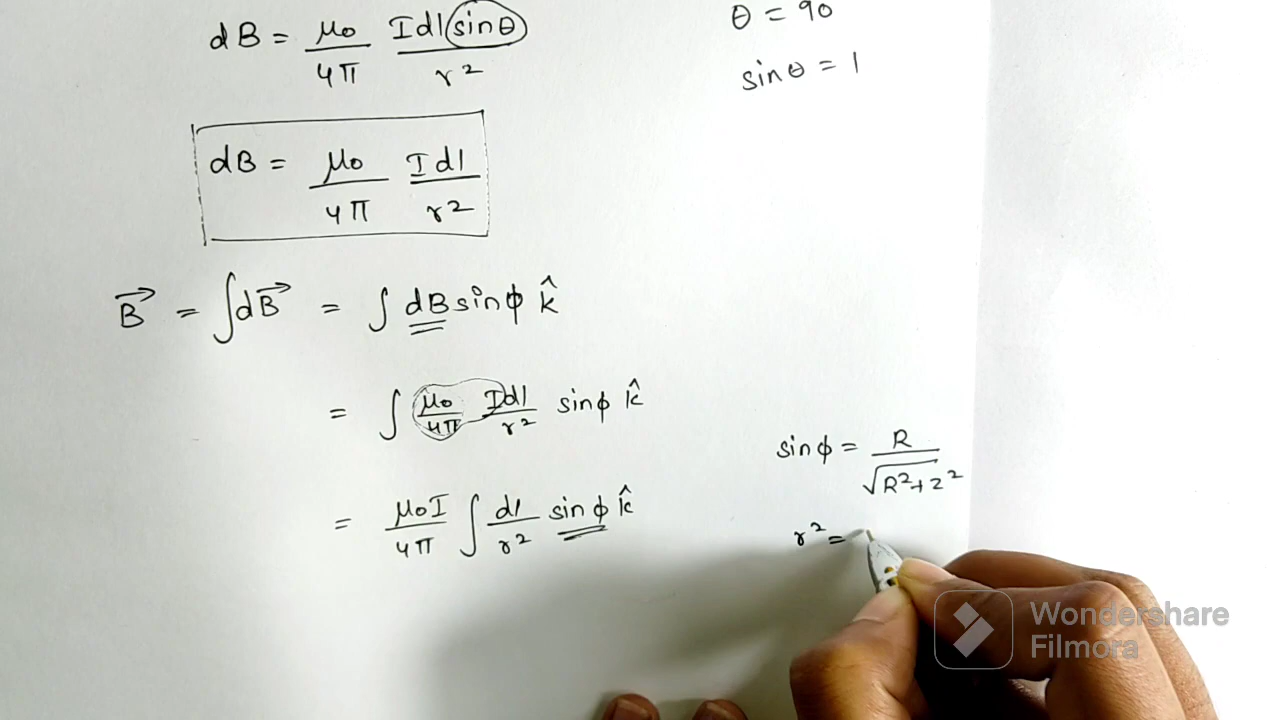 dB = μ₀/4π Idl sinθ/r²
θ = 90
sinθ = 1
dB = μ₀/4π Idl/r²
B⃗ = ∫dB⃗ = ∫ dB sinϕ k̂
= ∫ μ₀/4π Idl/r² sinϕ k̂
sinϕ = R/√R²+z²
= μ₀I/4π ∫ dl/r² sinϕ k̂
r² =
Wondershare
Filmora